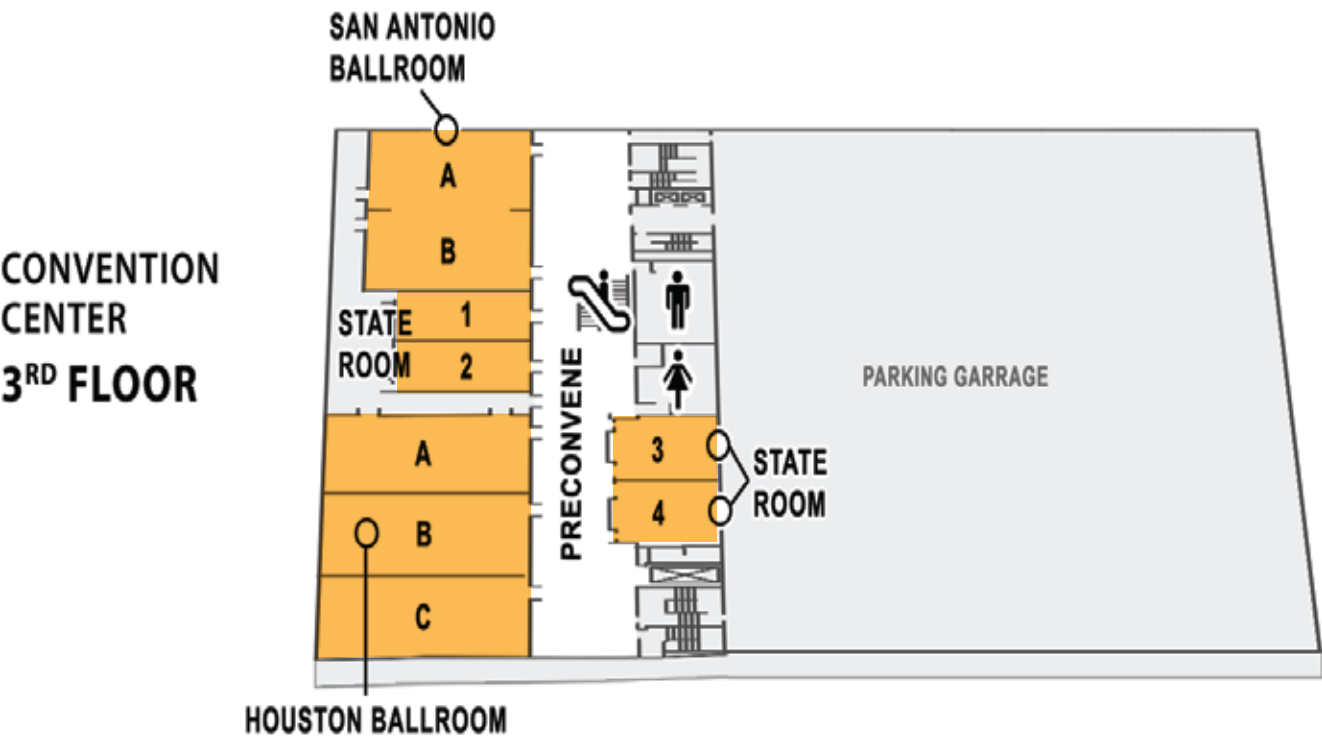 SAN ANTONIO
BALLROOM
A
B
CONVENTION
CENTER
3RD FLOOR
STATE
ROOM
1
2
PRECONVENE
PARKING GARRAGE
A
B
C
3
4
STATE
ROOM
HOUSTON BALLROOM